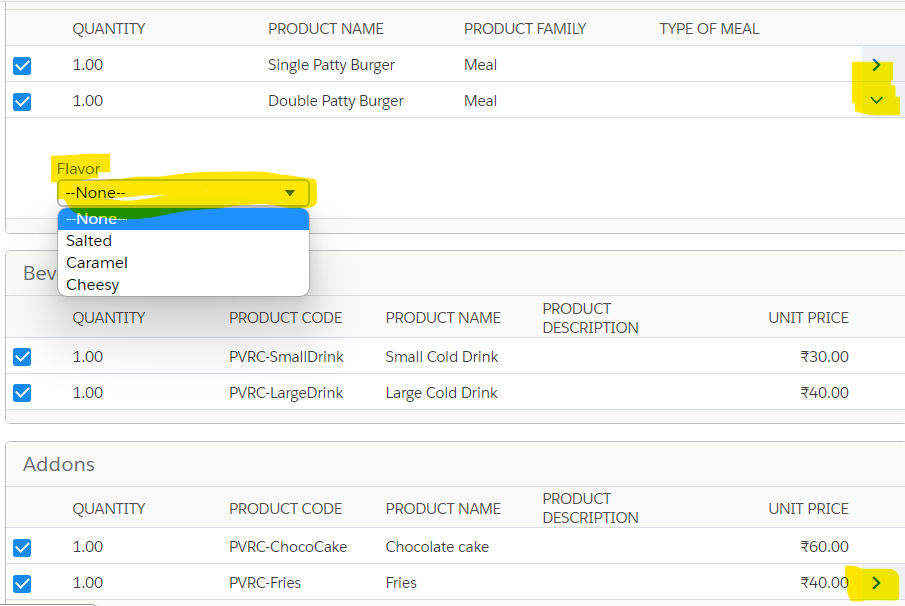 QUANTITY PRODUCT NAME PRODUCT FAMILY TYPE OF MEAL
1.00 Single Patty Burger Meal
1.00 Double Patty Burger Meal
Flavor
--None--
--None--
Salted
Caramel
Cheesy
Bev
QUANTITY PRODUCT CODE PRODUCT NAME PRODUCT DESCRIPTION UNIT PRICE
1.00 PVRC-SmallDrink Small Cold Drink ₹30.00
1.00 PVRC-LargeDrink Large Cold Drink ₹40.00
Addons
QUANTITY PRODUCT CODE PRODUCT NAME PRODUCT DESCRIPTION UNIT PRICE
1.00 PVRC-ChocoCake Chocolate cake ₹60.00
1.00 PVRC-Fries Fries ₹40.00